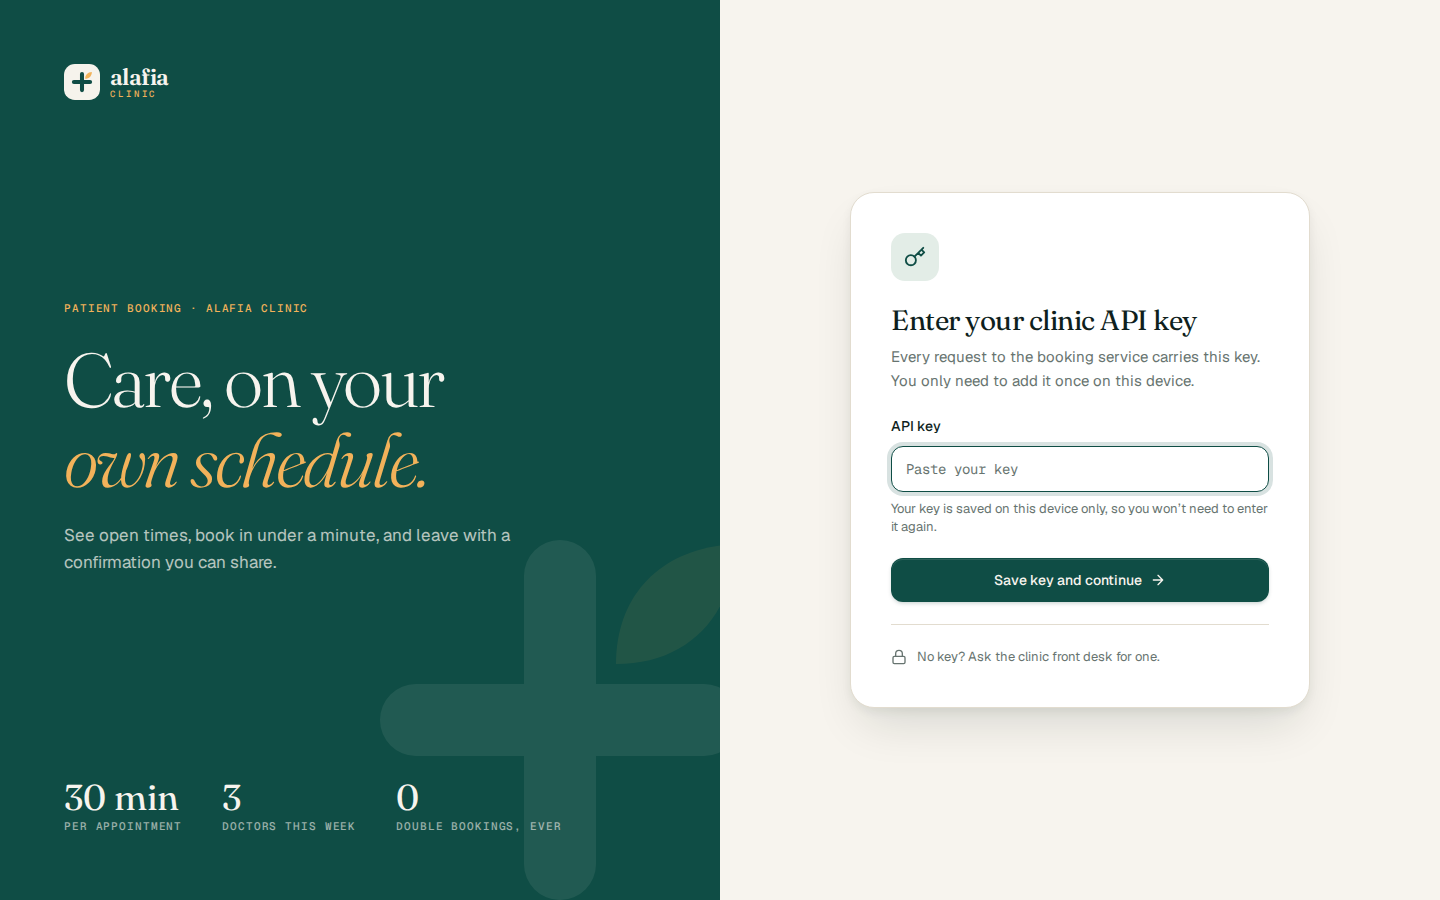 alafia
CLINIC
PATIENT BOOKING · ALAFIA CLINIC
Care, on your
own schedule.
See open times, book in under a minute, and leave with a
confirmation you can share.
30 min
PER APPOINTMENT
3
DOCTORS THIS WEEK
0
DOUBLE BOOKINGS, EVER
Enter your clinic API key
Every request to the booking service carries this key.
You only need to add it once on this device.
API key
Paste your key
Your key is saved on this device only, so you won’t need to enter
it again.
Save key and continue →
No key? Ask the clinic front desk for one.